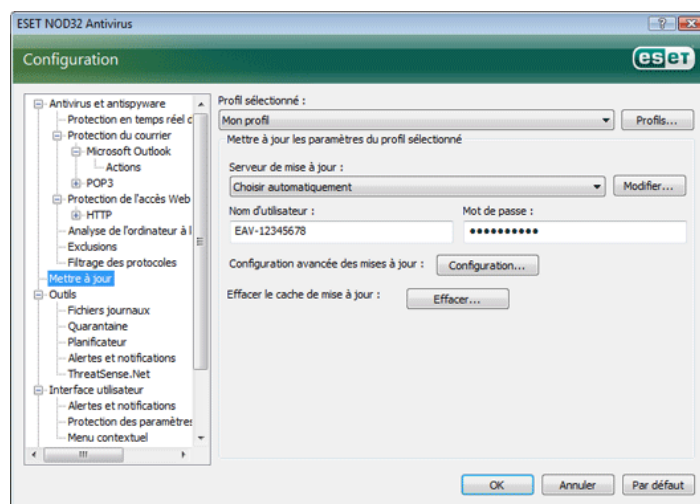 ESET NOD32 Antivirus
Configuration
eseT
Antivirus et antispyware
Protection en temps réel c
Protection du courrier
Microsoft Outlook
Actions
POP3
Protection de l'accès Web
HTTP
Analyse de l'ordinateur à l
Exclusions
Filtrage des protocoles
Mettre à jour
Outils
Fichiers journaux
Quarantaine
Planificateur
Alertes et notifications
ThreatSense.Net
Interface utilisateur
Alertes et notifications
Protection des paramètres
Menu contextuel
Profil sélectionné :
Mon profil
Profils...
Mettre à jour les paramètres du profil sélectionné
Serveur de mise à jour :
Choisir automatiquement
Modifier...
Nom d'utilisateur : Mot de passe :
EAV-12345678 ●●●●●●●●●●
Configuration avancée des mises à jour : Configuration...
Effacer le cache de mise à jour : Effacer...
OK Annuler Par défaut